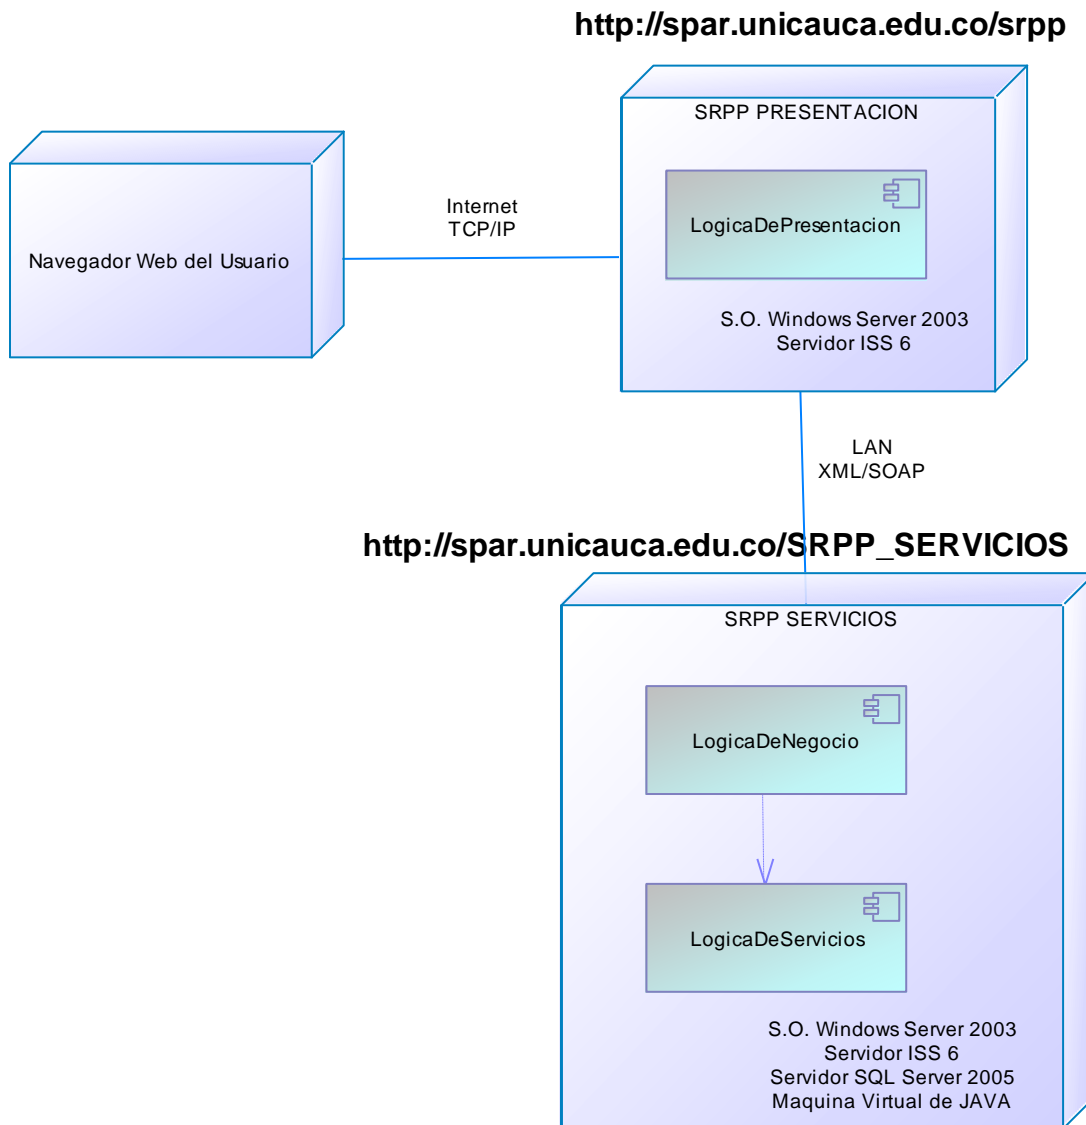 http://spar.unicauca.edu.co/srpp
SRPP PRESENTACION
LogicaDePresentacion
S.O. Windows Server 2003
Servidor ISS 6
Internet
TCP/IP
Navegador Web del Usuario
LAN
XML/SOAP
http://spar.unicauca.edu.co/SRPP_SERVICIOS
SRPP SERVICIOS
LogicaDeNegocio
LogicaDeServicios
S.O. Windows Server 2003
Servidor ISS 6
Servidor SQL Server 2005
Maquina Virtual de JAVA